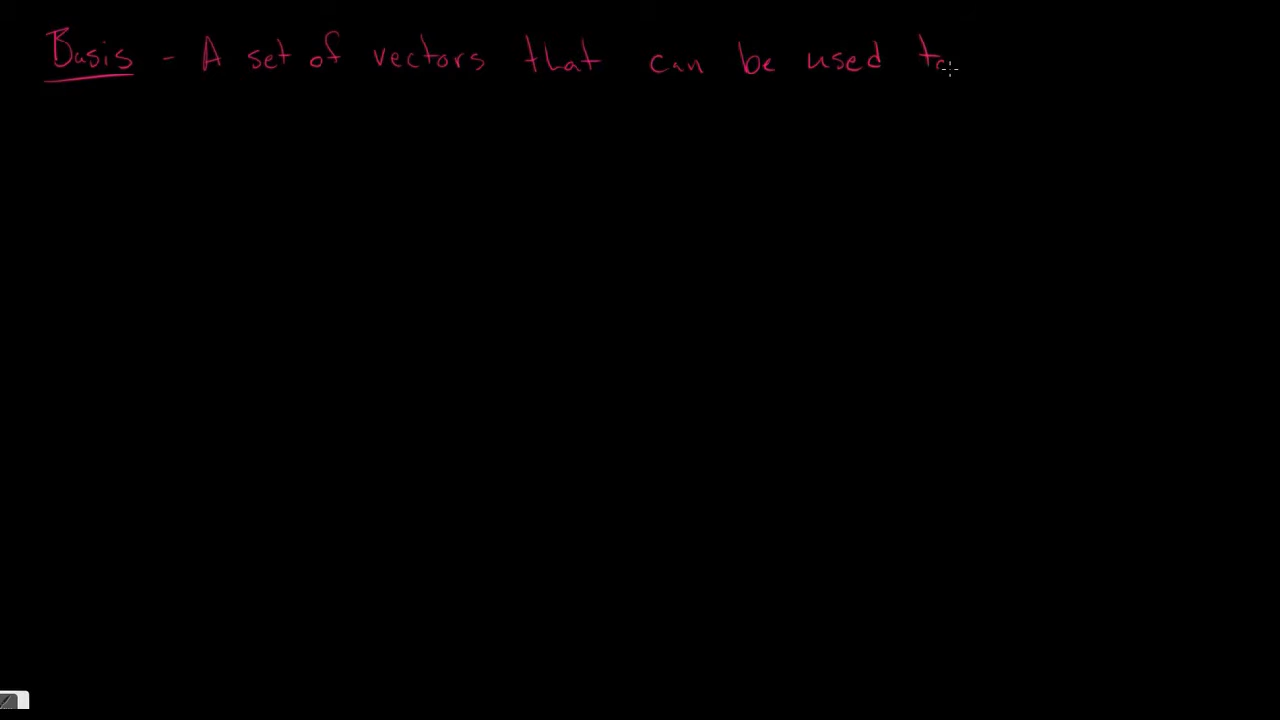 Basis - A set of vectors that can be used to